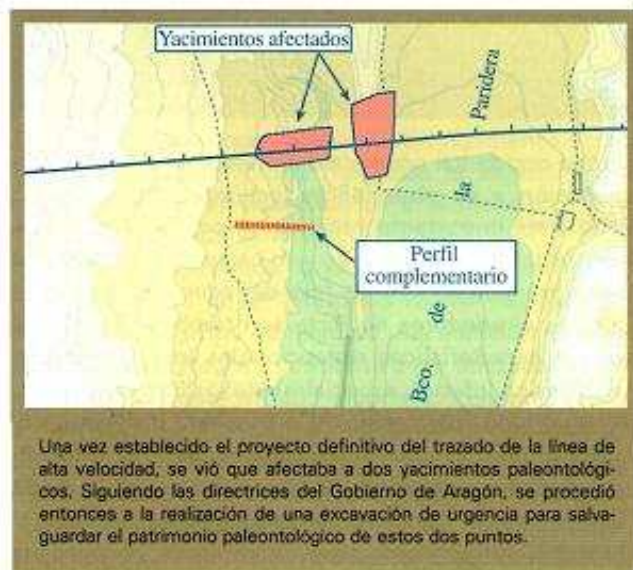 Yacimientos afectados
Paridera
la
de
Bco.
Perfil
complementario
Una vez establecido el proyecto definitivo del trazado de la línea de
alta velocidad, se vió que afectaba a dos yacimientos paleontológi-
cos. Siguiendo las directrices del Gobierno de Aragón, se procedió
entonces a la realización de una excavación de urgencia para salva-
guardar el patrimonio paleontológico de estos dos puntos.